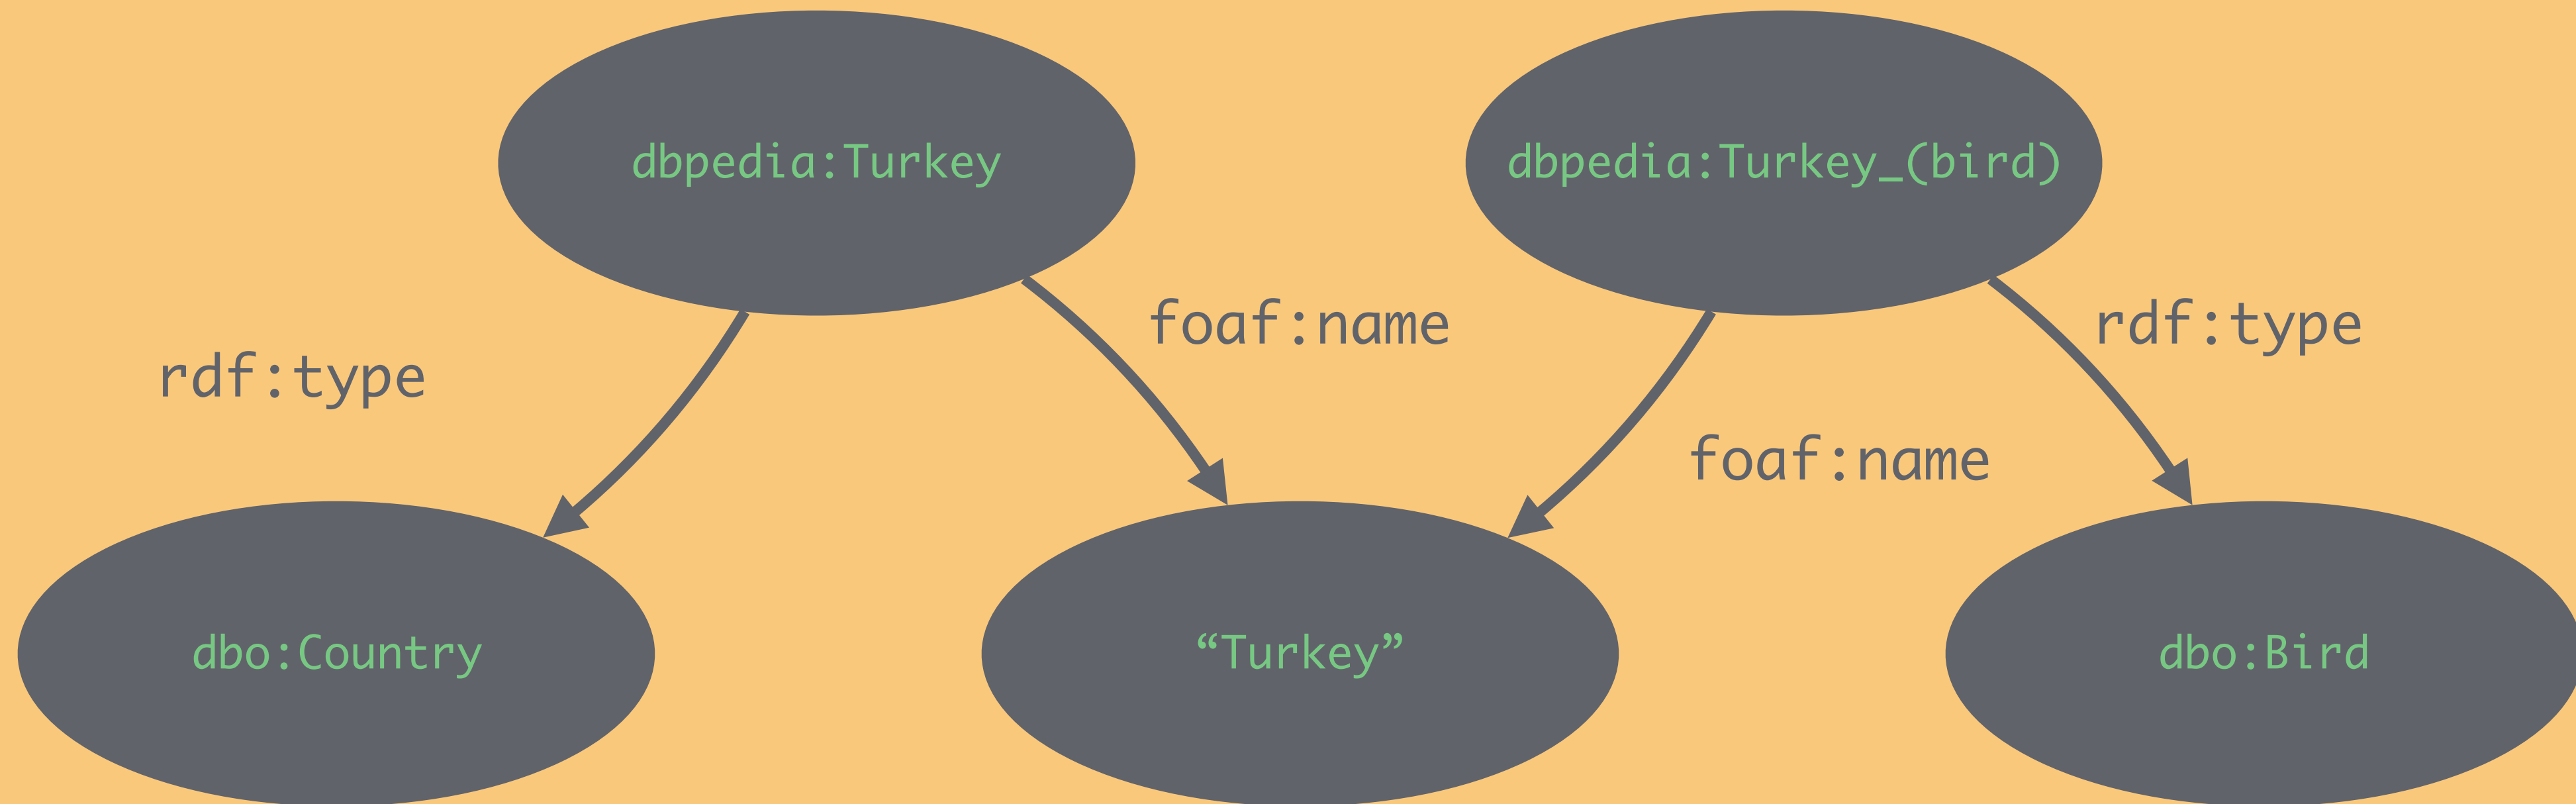 dbpedia:Turkey
dbpedia:Turkey_(bird)
rdf:type
foaf:name
foaf:name
rdf:type
dbo:Country
“Turkey”
dbo:Bird